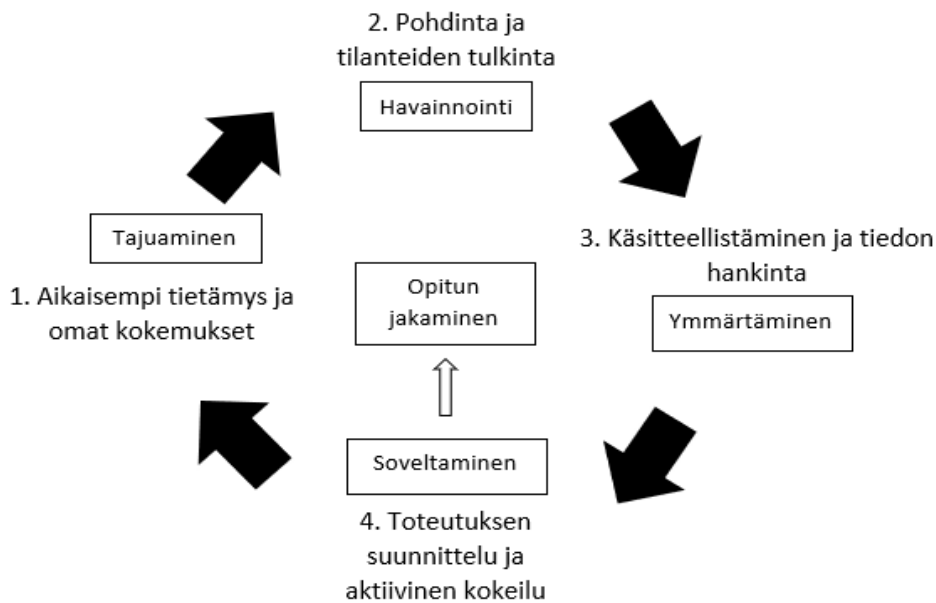 2. Pohdinta ja
tilanteiden tulkinta
Havainnointi
Tajuaminen
1. Aikaisempi tietämys ja
omat kokemukset
3. Käsitteellistäminen ja tiedon
hankinta
Ymmärtäminen
Opitun
jakaminen
Soveltaminen
4. Toteutuksen
suunnittelu ja
aktiivinen kokeilu